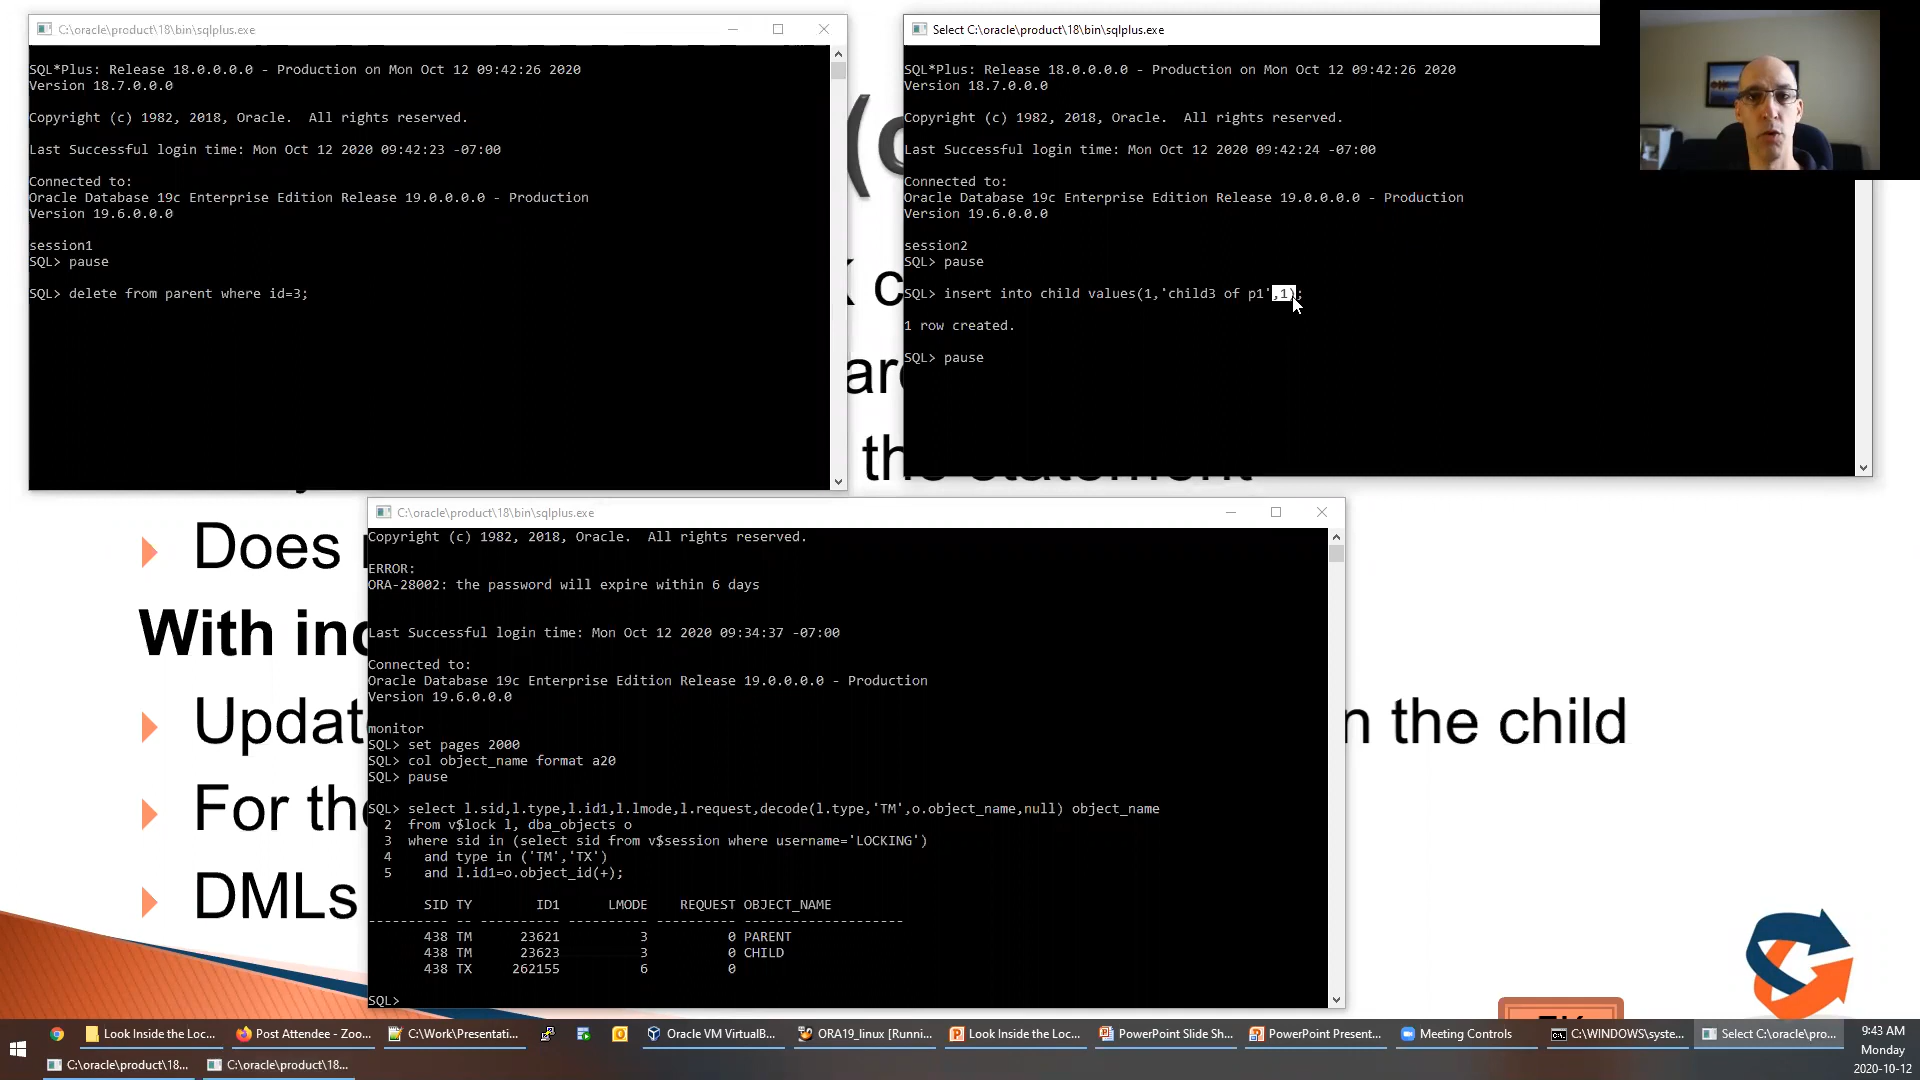 C:\oracle\product\18\bin\sqlplus.exe
SQL*Plus: Release 18.0.0.0.0 - Production on Mon Oct 12 09:42:26 2020
Version 18.7.0.0.0
Copyright (c) 1982, 2018, Oracle.  All rights reserved.
Last Successful login time: Mon Oct 12 2020 09:42:23 -07:00
Connected to:
Oracle Database 19c Enterprise Edition Release 19.0.0.0.0 - Production
Version 19.6.0.0.0
session1
SQL> pause
SQL> delete from parent where id=3;
Select C:\oracle\product\18\bin\sqlplus.exe
SQL*Plus: Release 18.0.0.0.0 - Production on Mon Oct 12 09:42:26 2020
Version 18.7.0.0.0
Copyright (c) 1982, 2018, Oracle.  All rights reserved.
Last Successful login time: Mon Oct 12 2020 09:42:24 -07:00
Connected to:
Oracle Database 19c Enterprise Edition Release 19.0.0.0.0 - Production
Version 19.6.0.0.0
session2
SQL> pause
SQL> insert into child values(1,'child3 of p1',1);
1 row created.
SQL> pause
the statement
Does
With
Updat
n the child
For th
DMLs
C:\oracle\product\18\bin\sqlplus.exe
Copyright (c) 1982, 2018, Oracle.  All rights reserved.
ERROR:
ORA-28002: the password will expire within 6 days
Last Successful login time: Mon Oct 12 2020 09:34:37 -07:00
Connected to:
Oracle Database 19c Enterprise Edition Release 19.0.0.0.0 - Production
Version 19.6.0.0.0
monitor
SQL> set pages 2000
SQL> col object_name format a20
SQL> pause
SQL> select l.sid,l.type,l.id1,l.lmode,l.request,decode(l.type,'TM',o.object_name,null) object_name
2 from v$lock l, dba_objects o
3 where sid in (select sid from v$session where username='LOCKING')
4 and type in ('TM','TX')
5 and l.id1=o.object_id(+);
SID TY ID1 LMODE REQUEST OBJECT_NAME
---------- -- ---------- ---------- ---------- --------------------
438 TM 23621 3 0 PARENT
438 TM 23623 3 0 CHILD
438 TX 262155 6 0
SQL>
Look Inside the Loc...
Post Attendee - Zoo...
C:\Work\Presentati...
Oracle VM VirtualB...
ORA19_linux [Runni...
Look Inside the Loc...
PowerPoint Slide Sh...
PowerPoint Present...
Meeting Controls
C:\WINDOWS\syste...
Select C:\oracle\pro...
C:\oracle\product\18...
C:\oracle\product\18...
9:43 AM
Monday
2020-10-12